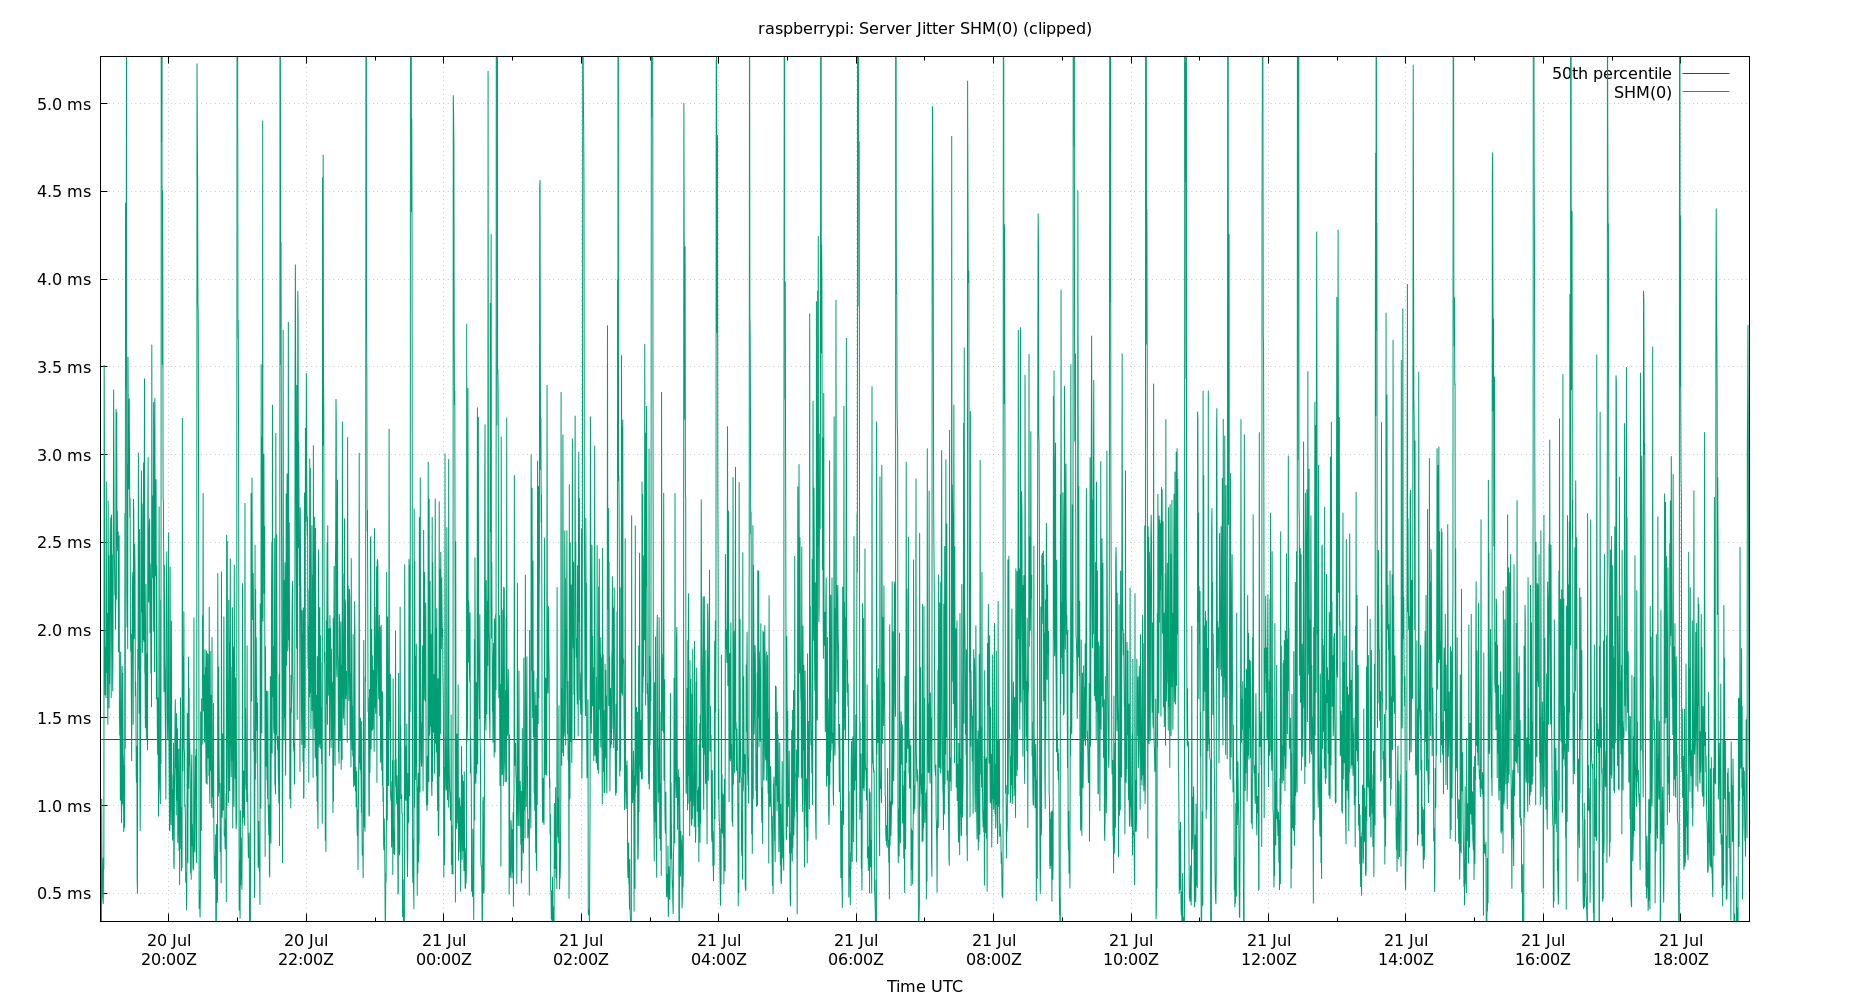 raspberrypi: Server Jitter SHM(0) (clipped)
50th percentile
SHM(0)
5.0 ms
4.5 ms
4.0 ms
3.5 ms
3.0 ms
2.5 ms
2.0 ms
1.5 ms
1.0 ms
0.5 ms
20 Jul 20 Jul 21 Jul 21 Jul 21 Jul 21 Jul 21 Jul 21 Jul 21 Jul 21 Jul 21 Jul 21 Jul
20:00Z 22:00Z 00:00Z 02:00Z 04:00Z 06:00Z 08:00Z 10:00Z 12:00Z 14:00Z 16:00Z 18:00Z
Time UTC